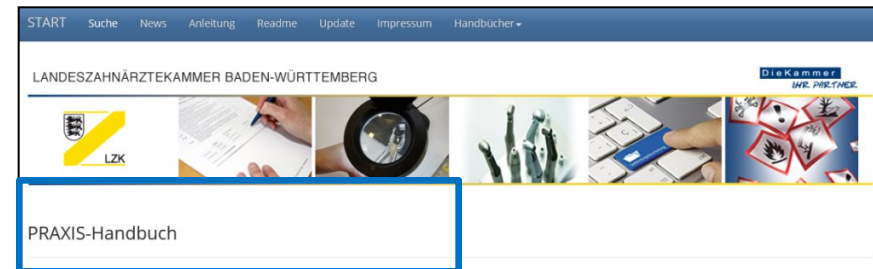 START Suche News Anleitung Readme Update Impressum Handbücher
LANDESZAHNÄRZTEKAMMER BADEN-WÜRTTEMBERG
DieKammer
IHR PARTNER
LZK
PRAXIS-Handbuch